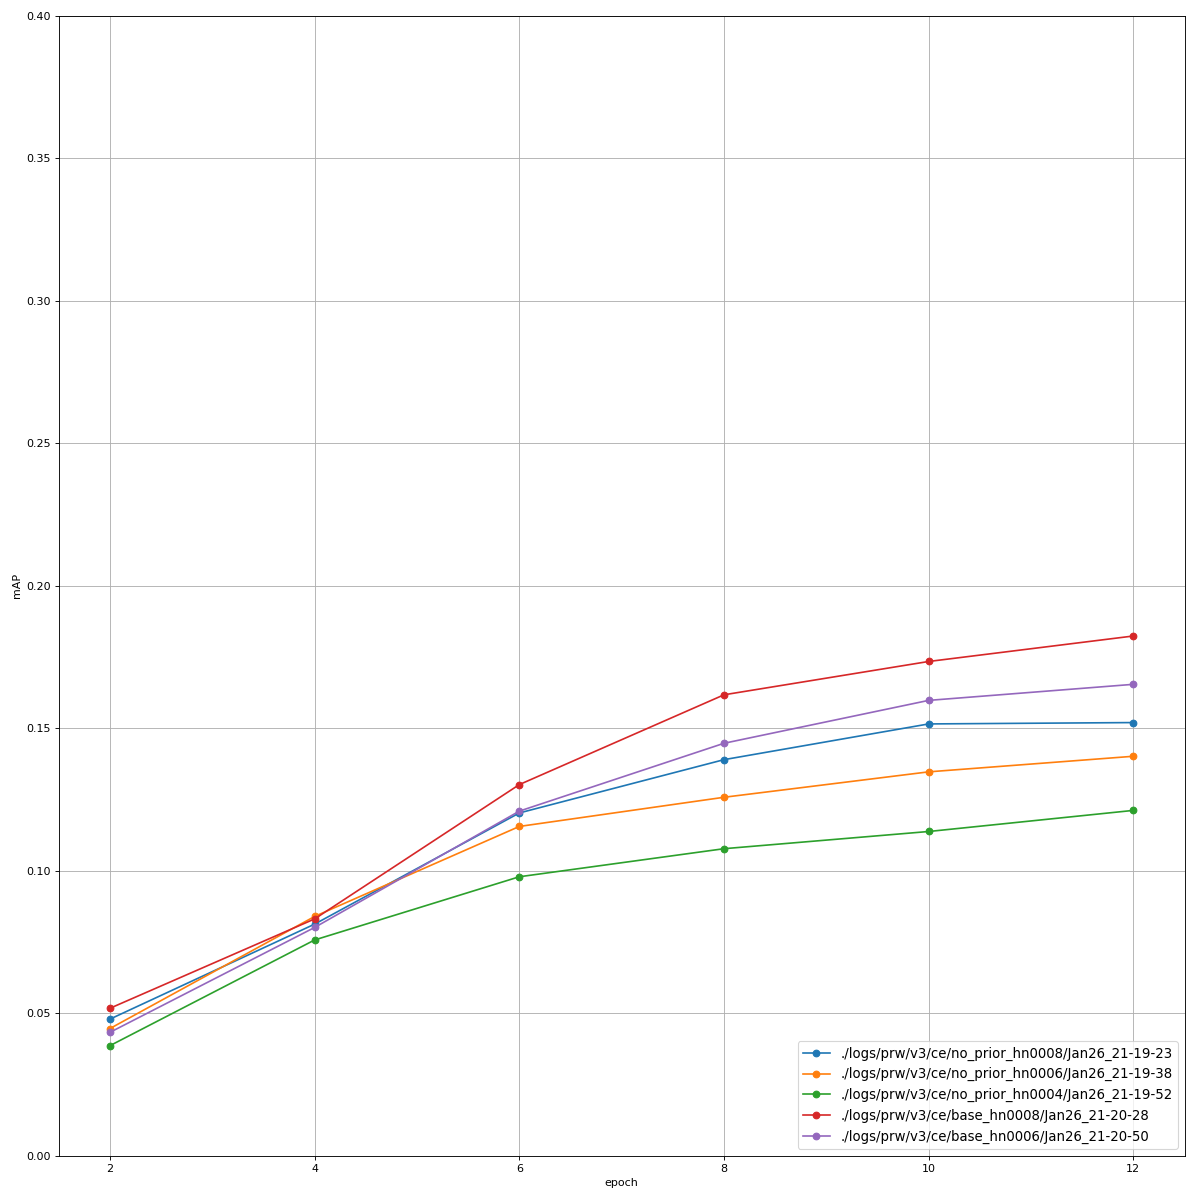 0.40
0.35
0.30
0.25
0.20
0.15
0.10
0.05
0.00
mAP
2 4 6 8 10 12
epoch
./logs/prw/v3/ce/no_prior_hn0008/Jan26_21-19-23
./logs/prw/v3/ce/no_prior_hn0006/Jan26_21-19-38
./logs/prw/v3/ce/no_prior_hn0004/Jan26_21-19-52
./logs/prw/v3/ce/base_hn0008/Jan26_21-20-28
./logs/prw/v3/ce/base_hn0006/Jan26_21-20-50